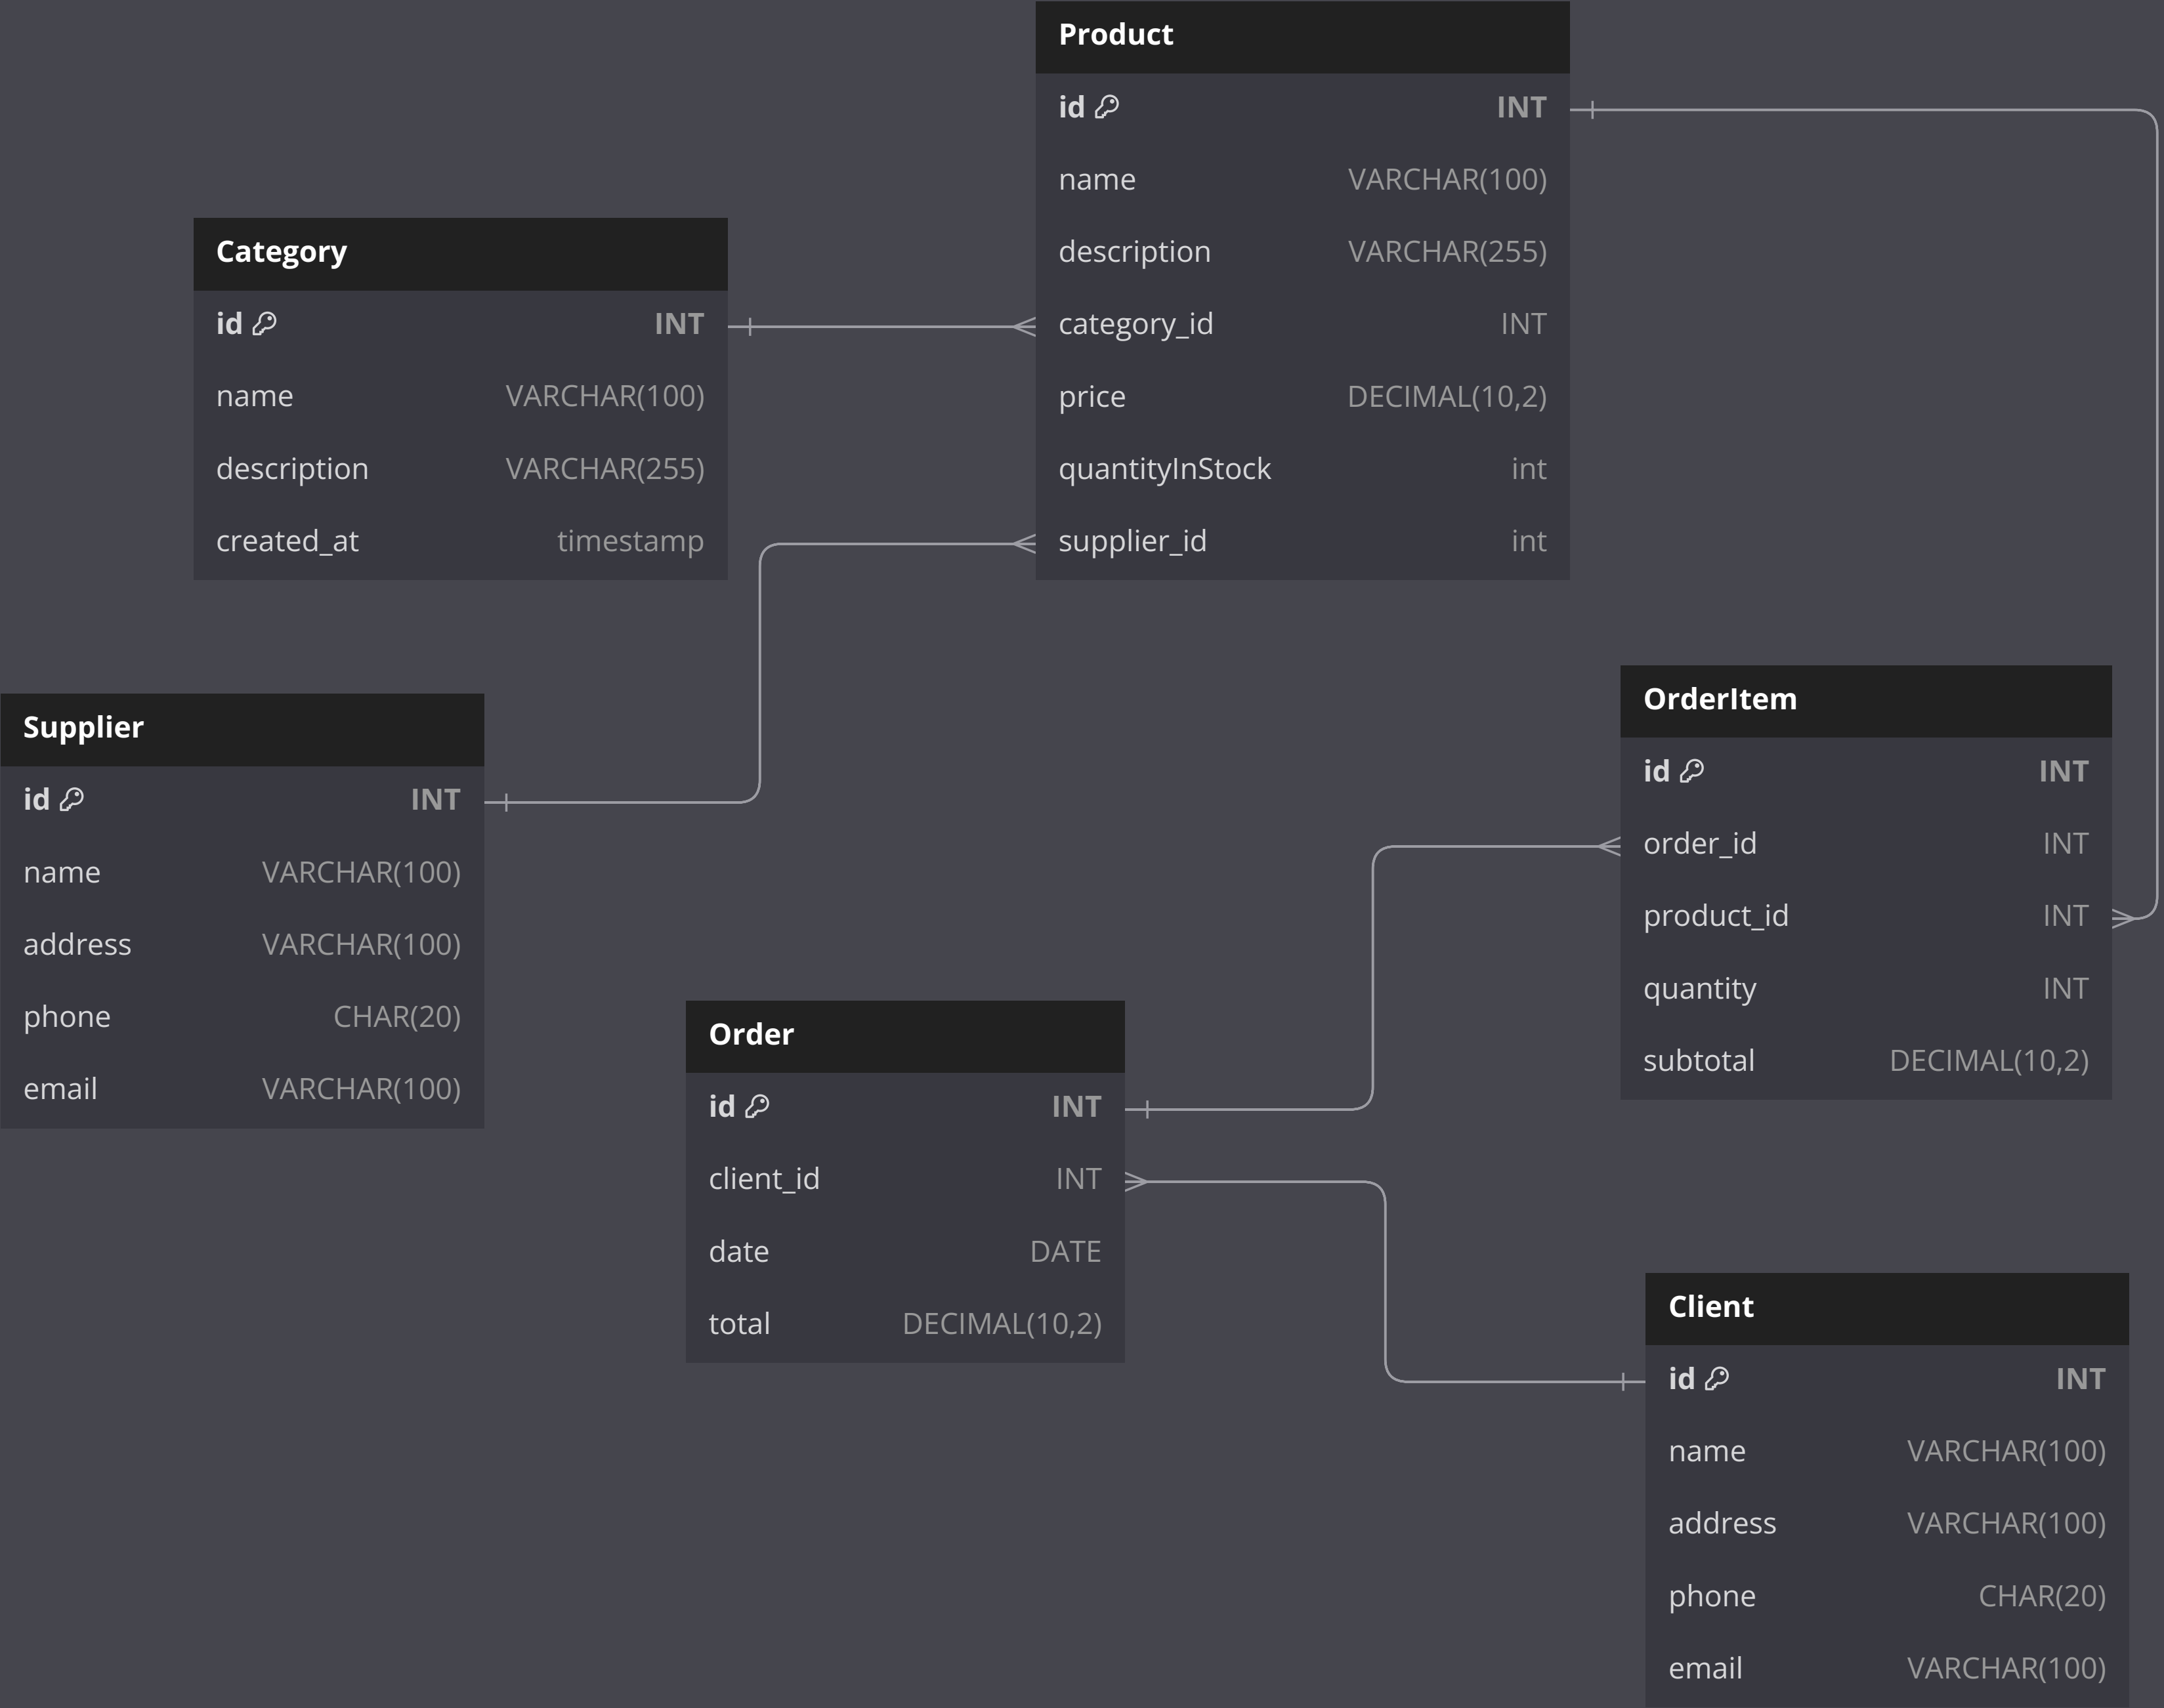 Product
id INT
name VARCHAR(100)
description VARCHAR(255)
category_id INT
price DECIMAL(10,2)
quantityInStock int
supplier_id int
Category
id INT
name VARCHAR(100)
description VARCHAR(255)
created_at timestamp
Supplier
id INT
name VARCHAR(100)
address VARCHAR(100)
phone CHAR(20)
email VARCHAR(100)
OrderItem
id INT
order_id INT
product_id INT
quantity INT
subtotal DECIMAL(10,2)
Order
id INT
client_id INT
date DATE
total DECIMAL(10,2)
Client
id INT
name VARCHAR(100)
address VARCHAR(100)
phone CHAR(20)
email VARCHAR(100)